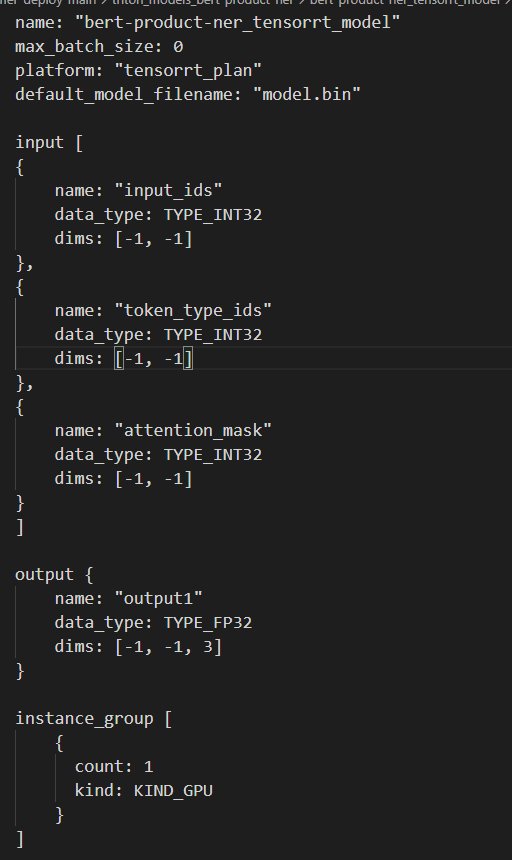 ner deploy main > triton_models_bert product ner > bert-product-ner_tensorrt_model >
name: "bert-product-ner_tensorrt_model"
max_batch_size: 0
platform: "tensorrt_plan"
default_model_filename: "model.bin"
input [
{
name: "input_ids"
data_type: TYPE_INT32
dims: [-1, -1]
},
{
name: "token_type_ids"
data_type: TYPE_INT32
dims: [-1, -1]
},
{
name: "attention_mask"
data_type: TYPE_INT32
dims: [-1, -1]
}
]
output {
name: "output1"
data_type: TYPE_FP32
dims: [-1, -1, 3]
}
instance_group [
{
count: 1
kind: KIND_GPU
}
]